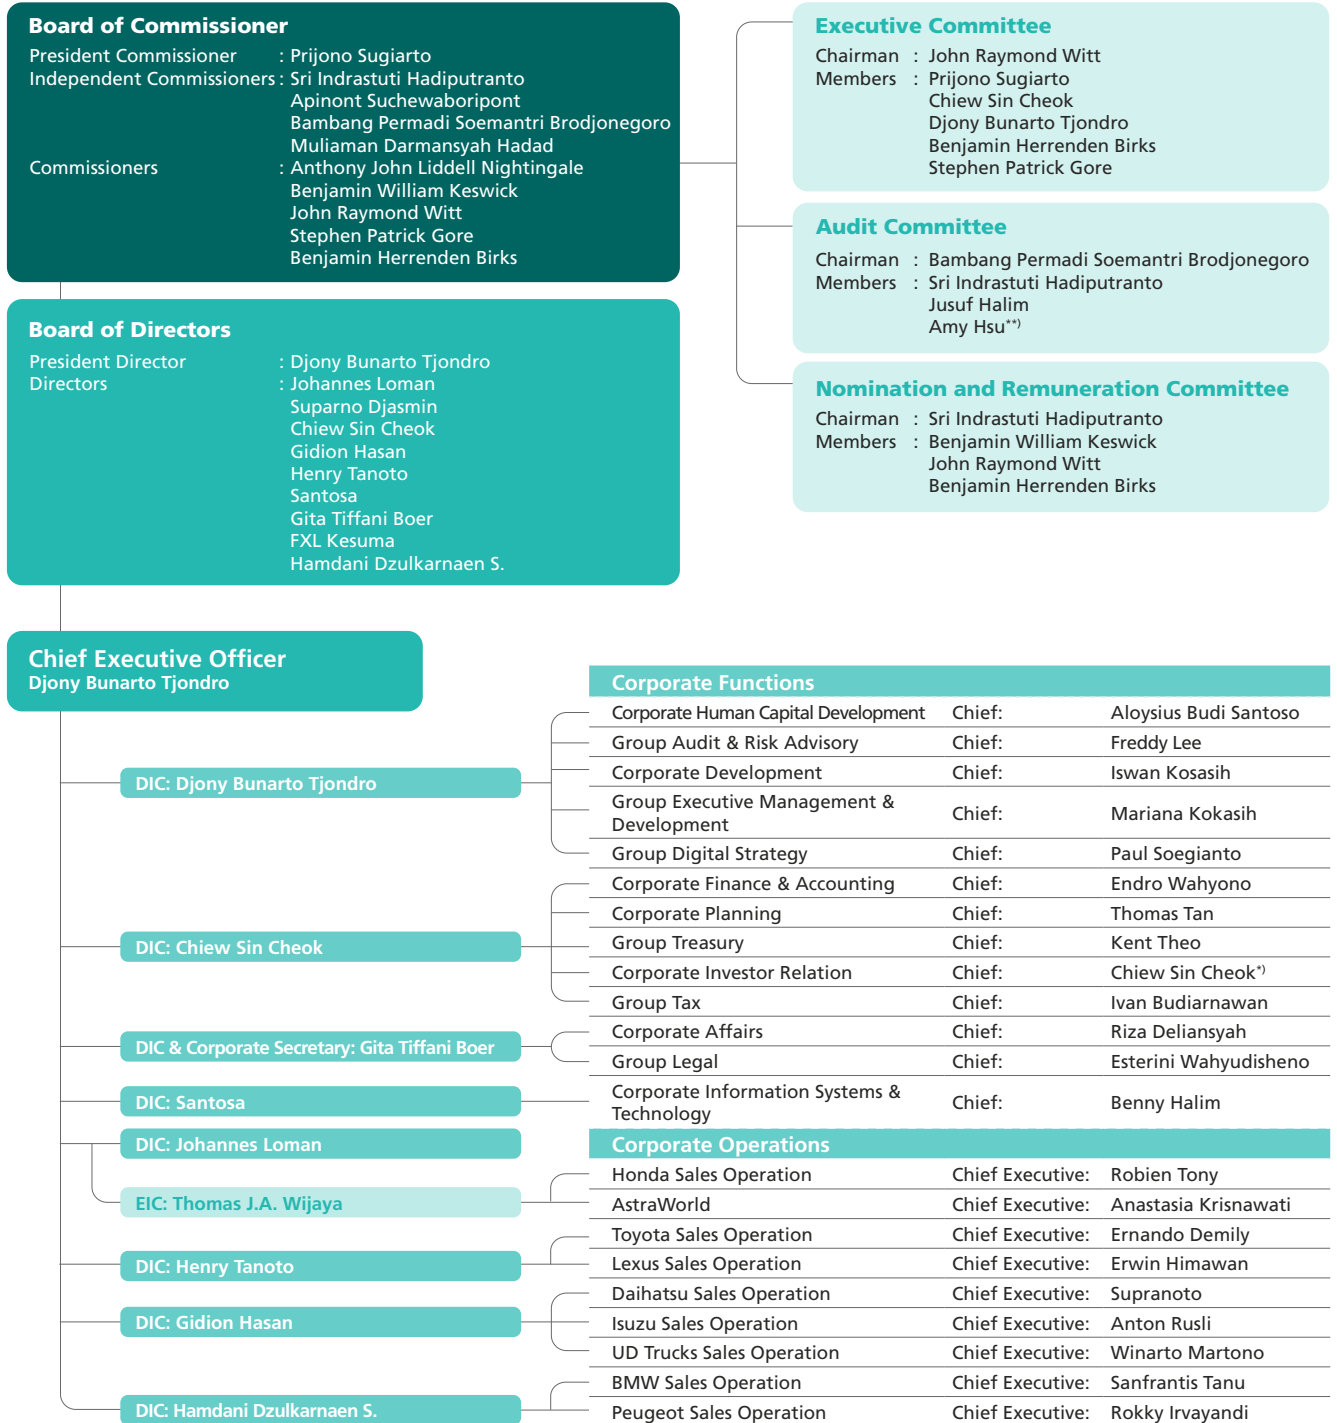 Board of Commissioner
President Commissioner : Prijono Sugiarto
Independent Commissioners : Sri Indrastuti Hadiputranto
Apinont Suchewaboripont
Bambang Permadi Soemantri Brodjonegoro
Muliaman Darmansyah Hadad
Commissioners : Anthony John Liddell Nightingale
Benjamin William Keswick
John Raymond Witt
Stephen Patrick Gore
Benjamin Herrenden Birks
Executive Committee
Chairman : John Raymond Witt
Members : Prijono Sugiarto
Chiew Sin Cheok
Djony Bunarto Tjondro
Benjamin Herrenden Birks
Stephen Patrick Gore
Audit Committee
Chairman : Bambang Permadi Soemantri Brodjonegoro
Members : Sri Indrastuti Hadiputranto
Jusuf Halim
Amy Hsu**)
Nomination and Remuneration Committee
Chairman : Sri Indrastuti Hadiputranto
Members : Benjamin William Keswick
John Raymond Witt
Benjamin Herrenden Birks
Board of Directors
President Director : Djony Bunarto Tjondro
Directors : Johannes Loman
Suparno Djasmin
Chiew Sin Cheok
Gidion Hasan
Henry Tanoto
Santosa
Gita Tiffani Boer
FXL Kesuma
Hamdani Dzulkarnaen S.
Chief Executive Officer
Djony Bunarto Tjondro
Corporate Functions
DIC: Djony Bunarto Tjondro
Corporate Human Capital Development Chief: Aloysius Budi Santoso
Group Audit & Risk Advisory Chief: Freddy Lee
Corporate Development Chief: Iswan Kosasih
Group Executive Management &
Development Chief: Mariana Kokasih
Group Digital Strategy Chief: Paul Soegianto
DIC: Chiew Sin Cheok
Corporate Finance & Accounting Chief: Endro Wahyono
Corporate Planning Chief: Thomas Tan
Group Treasury Chief: Kent Theo
Corporate Investor Relation Chief: Chiew Sin Cheok*)
Group Tax Chief: Ivan Budiarnawan
DIC & Corporate Secretary: Gita Tiffani Boer
Corporate Affairs Chief: Riza Deliansyah
Group Legal Chief: Esterini Wahyudisheno
DIC: Santosa
Corporate Information Systems &
Technology Chief: Benny Halim
DIC: Johannes Loman
Corporate Operations
EIC: Thomas J.A. Wijaya
Honda Sales Operation Chief Executive: Robien Tony
AstraWorld Chief Executive: Anastasia Krisnawati
DIC: Henry Tanoto
Toyota Sales Operation Chief Executive: Ernando Demily
Lexus Sales Operation Chief Executive: Erwin Himawan
DIC: Gidion Hasan
Daihatsu Sales Operation Chief Executive: Supranoto
Isuzu Sales Operation Chief Executive: Anton Rusli
UD Trucks Sales Operation Chief Executive: Winarto Martono
DIC: Hamdani Dzulkarnaen S.
BMW Sales Operation Chief Executive: Sanfrantis Tanu
Peugeot Sales Operation Chief Executive: Rokky Irvayandi